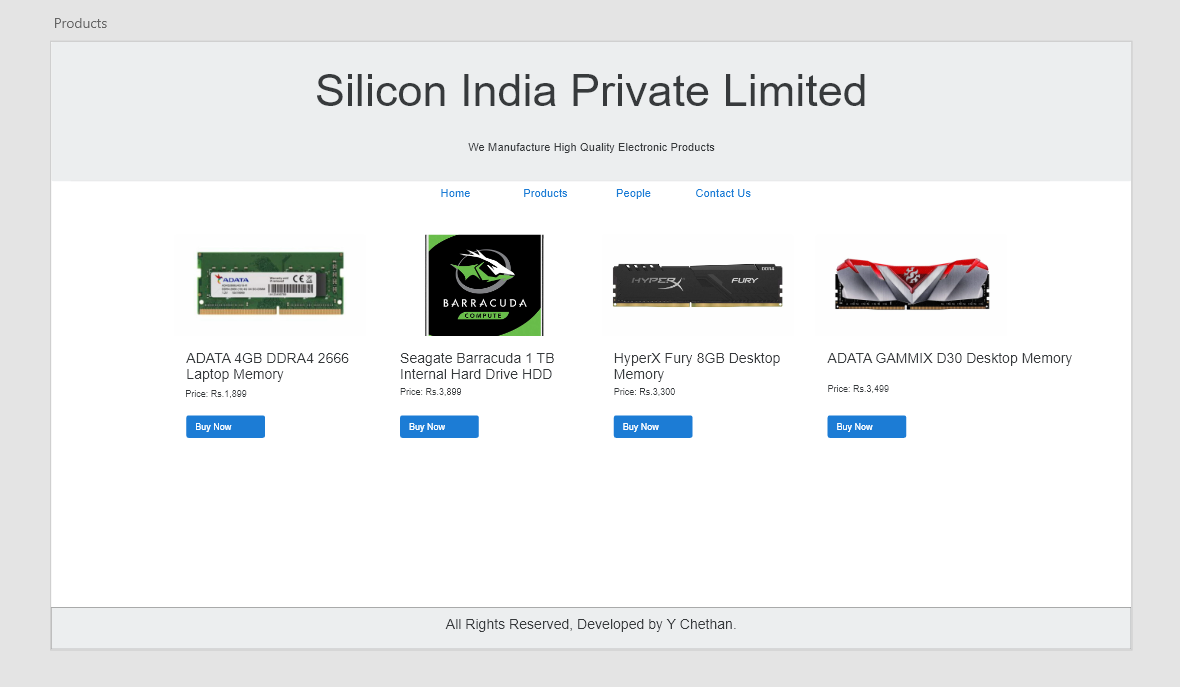 Products
Silicon India Private Limited
We Manufacture High Quality Electronic Products
Home Products People Contact Us
ADATA
BARRACUDA
COMPUTE
HYPERX FURY DDR4
ADATA 4GB DDRA4 2666
Laptop Memory
Price: Rs.1,899
Buy Now
Seagate Barracuda 1 TB
Internal Hard Drive HDD
Price: Rs.3,899
Buy Now
HyperX Fury 8GB Desktop
Memory
Price: Rs.3,300
Buy Now
ADATA GAMMIX D30 Desktop Memory
Price: Rs.3,499
Buy Now
All Rights Reserved, Developed by Y Chethan.